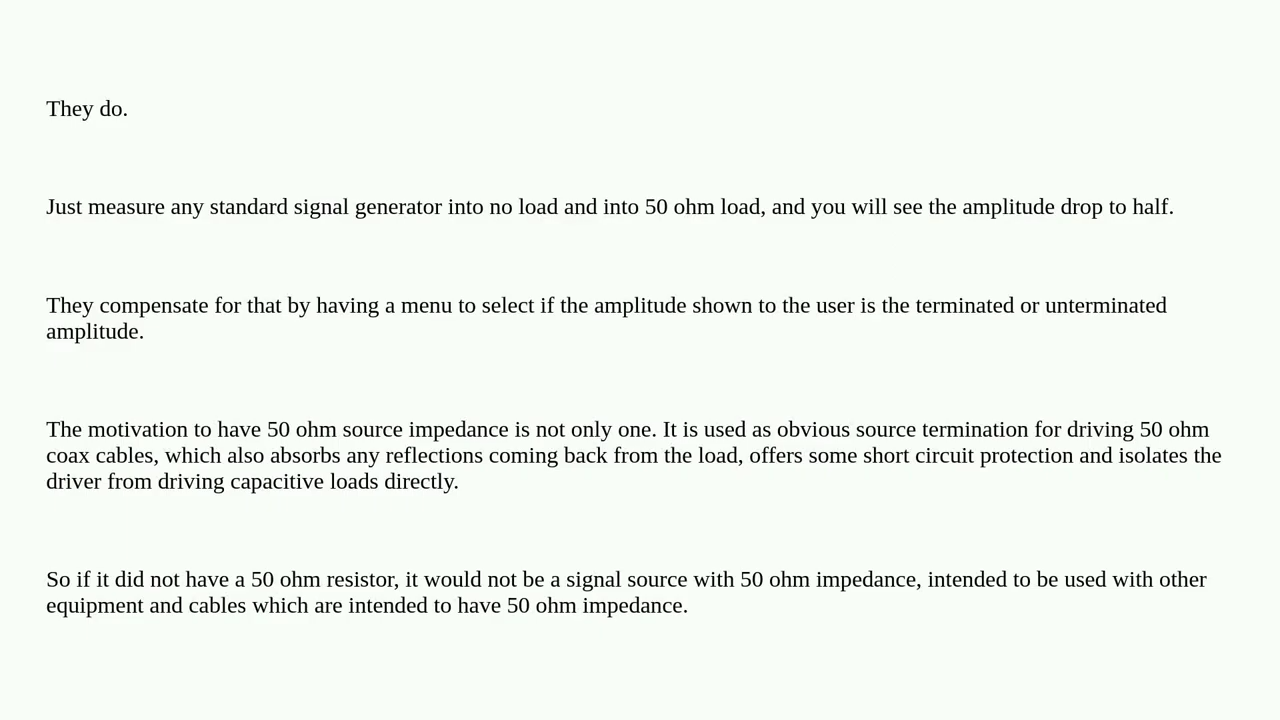 They do.
Just measure any standard signal generator into no load and into 50 ohm load, and you will see the amplitude drop to half.
They compensate for that by having a menu to select if the amplitude shown to the user is the terminated or unterminated
amplitude.
The motivation to have 50 ohm source impedance is not only one. It is used as obvious source termination for driving 50 ohm
coax cables, which also absorbs any reflections coming back from the load, offers some short circuit protection and isolates the
driver from driving capacitive loads directly.
So if it did not have a 50 ohm resistor, it would not be a signal source with 50 ohm impedance, intended to be used with other
equipment and cables which are intended to have 50 ohm impedance.